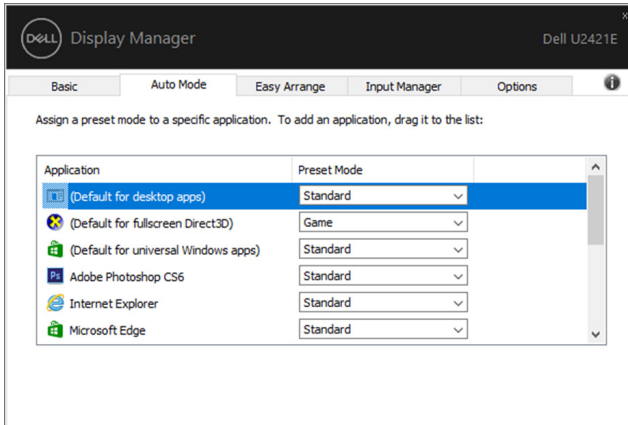 x
DELL Display Manager Dell U2421E
Basic Auto Mode Easy Arrange Input Manager Options i
Assign a preset mode to a specific application. To add an application, drag it to the list:
Application Preset Mode
(Default for desktop apps) Standard
(Default for fullscreen Direct3D) Game
(Default for universal Windows apps) Standard
Ps Adobe Photoshop CS6 Standard
Internet Explorer Standard
Microsoft Edge Standard